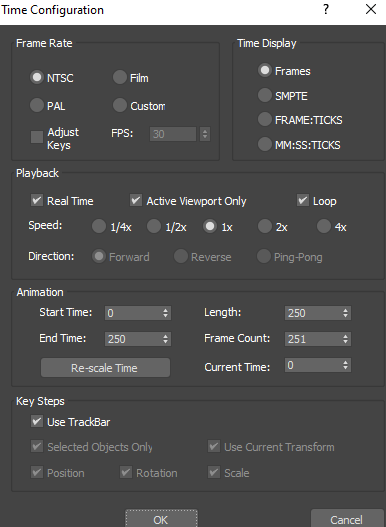 Time Configuration ? X
Frame Rate
NTSC Film
PAL Custom
Adjust Keys FPS: 30
Time Display
Frames
SMPTE
FRAME:TICKS
MM:SS:TICKS
Playback
Real Time Active Viewport Only Loop
Speed: 1/4x 1/2x 1x 2x 4x
Direction: Forward Reverse Ping-Pong
Animation
Start Time: 0 Length: 250
End Time: 250 Frame Count: 251
Re-scale Time Current Time: 0
Key Steps
Use TrackBar
Selected Objects Only Use Current Transform
Position Rotation Scale
OK Cancel